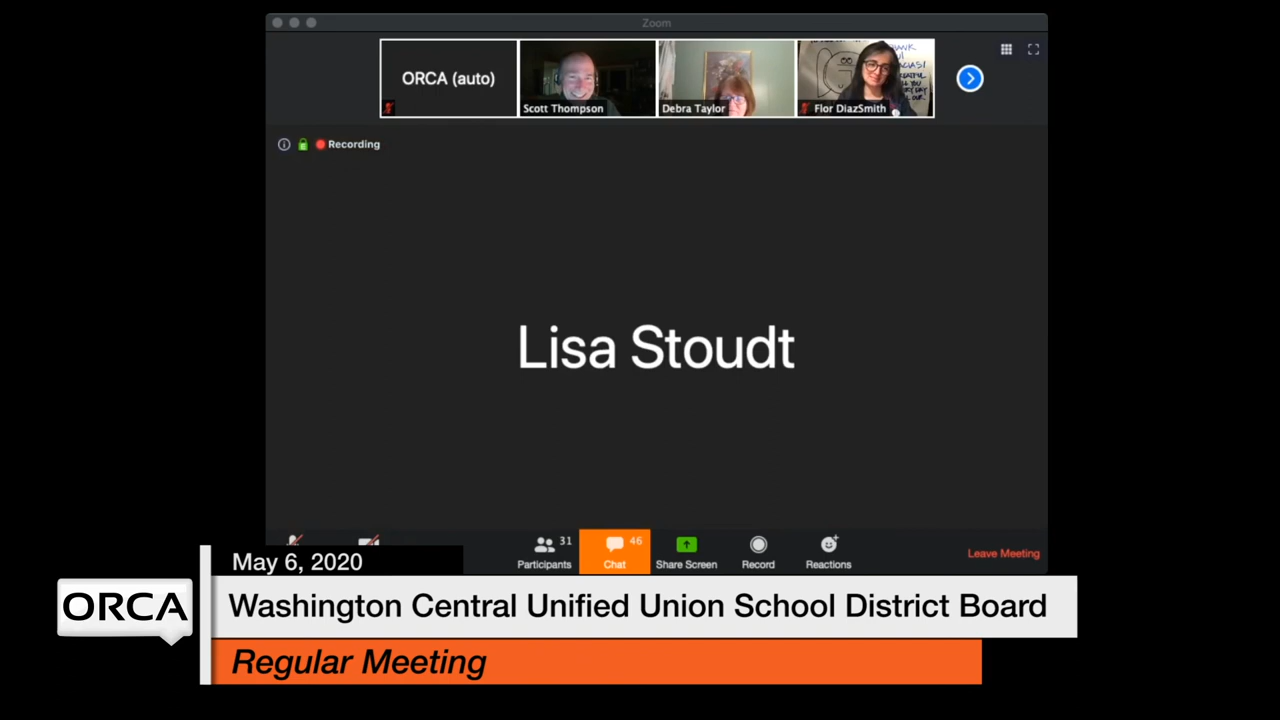 Zoom
ORCA (auto)
Scott Thompson
Debra Taylor
Flor DiazSmith
Recording
Lisa Stoudt
31
46
Participants
Chat
Share Screen
Record
Reactions
Leave Meeting
May 6, 2020
ORCA
Washington Central Unified Union School District Board
Regular Meeting